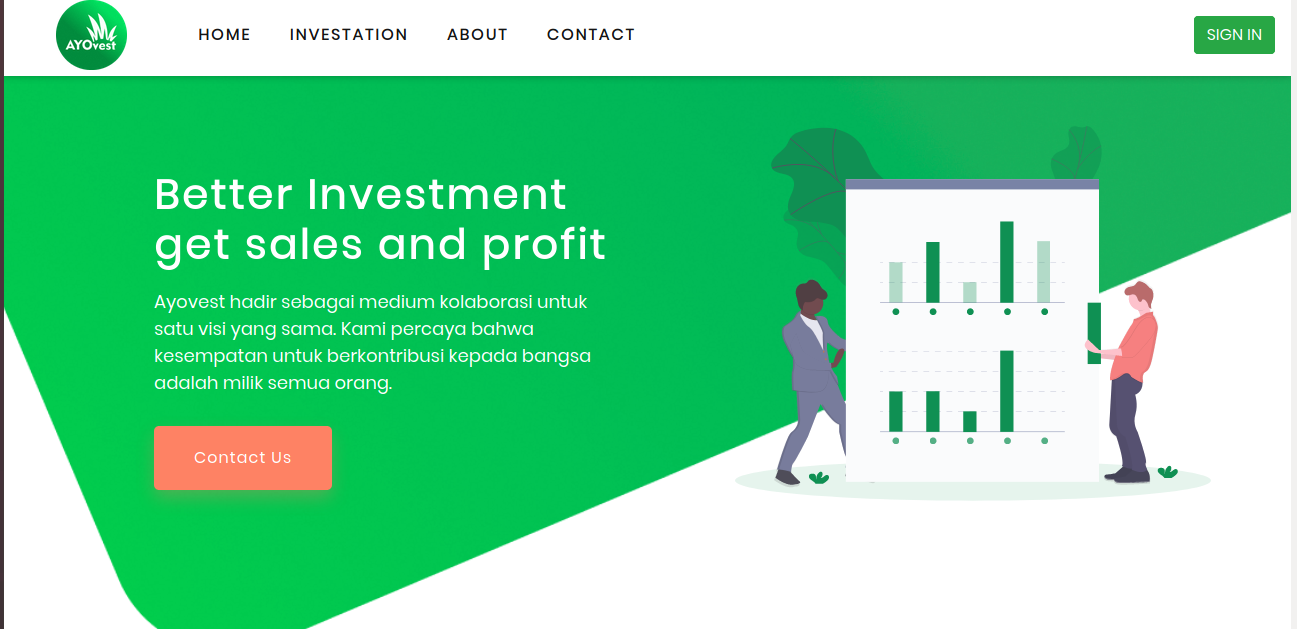 AYOvest
HOME
INVESTATION
ABOUT
CONTACT
SIGN IN
Better Investment
get sales and profit
Ayovest hadir sebagai medium kolaborasi untuk
satu visi yang sama. Kami percaya bahwa
kesempatan untuk berkontribusi kepada bangsa
adalah milik semua orang.
Contact Us